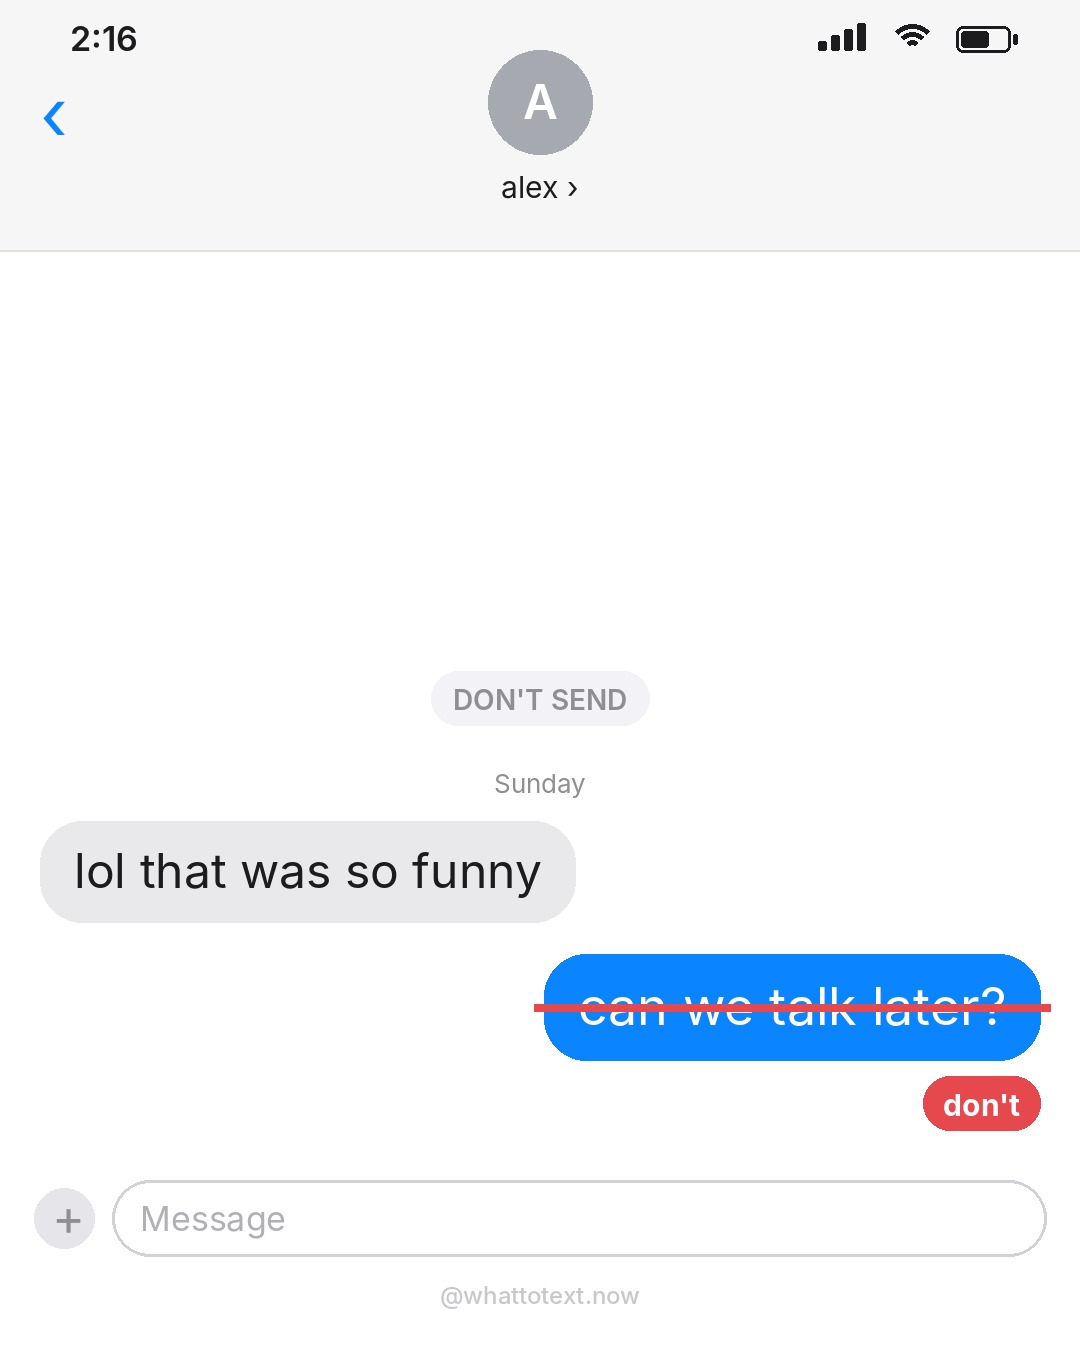 2:16
A
alex ›
DON'T SEND
Sunday
lol that was so funny
can we talk later?
don't
+ Message
@whattotext.now